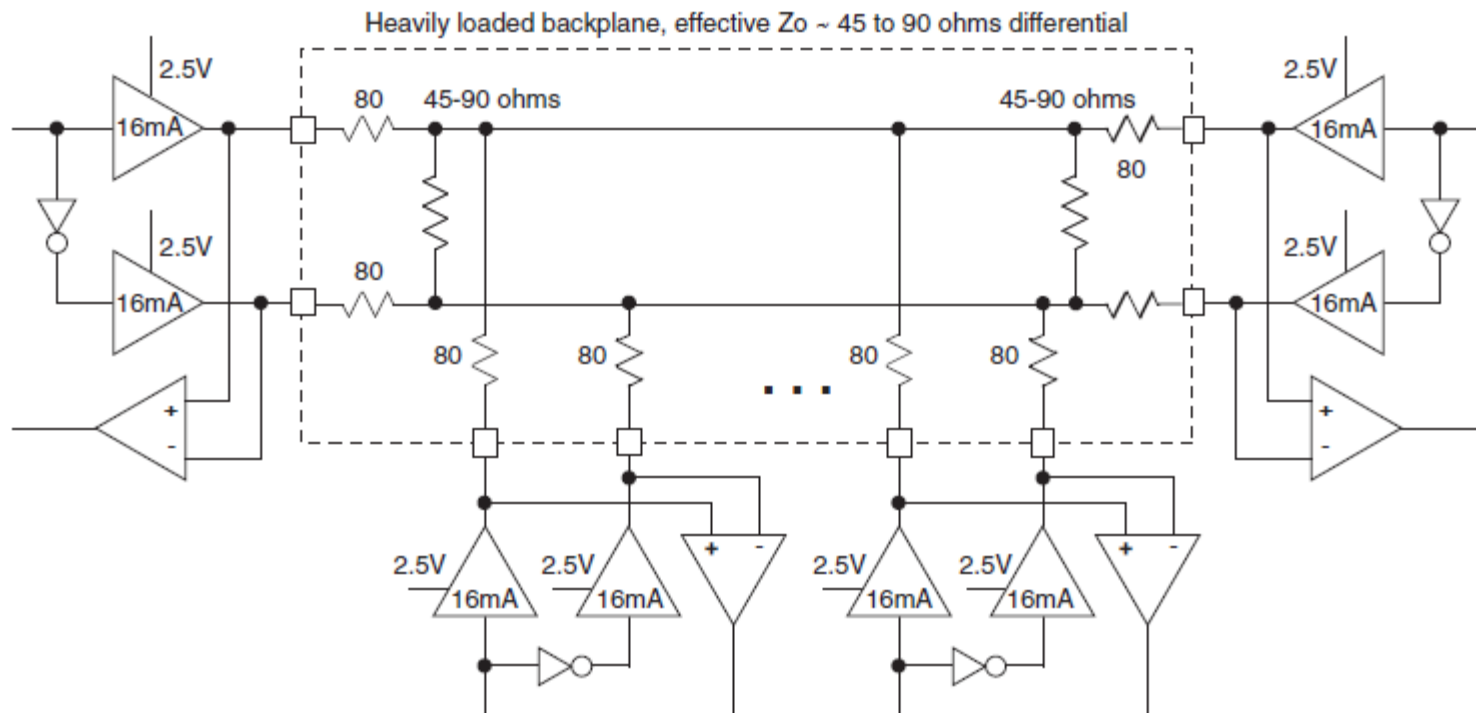 Heavily loaded backplane, effective Zo ~ 45 to 90 ohms differential
2.5V
2.5V
80
45-90 ohms
45-90 ohms
16mA
16mA
80
2.5V
2.5V
80
16mA
16mA
80
80
80
80
+
-
. . .
+
-
+
-
+
-
2.5V
2.5V
2.5V
2.5V
16mA
16mA
16mA
16mA